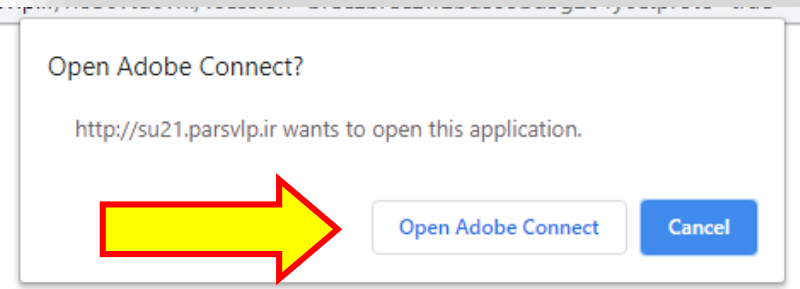 Open Adobe Connect?
http://su21.parsvlp.ir wants to open this application.
Open Adobe Connect
Cancel